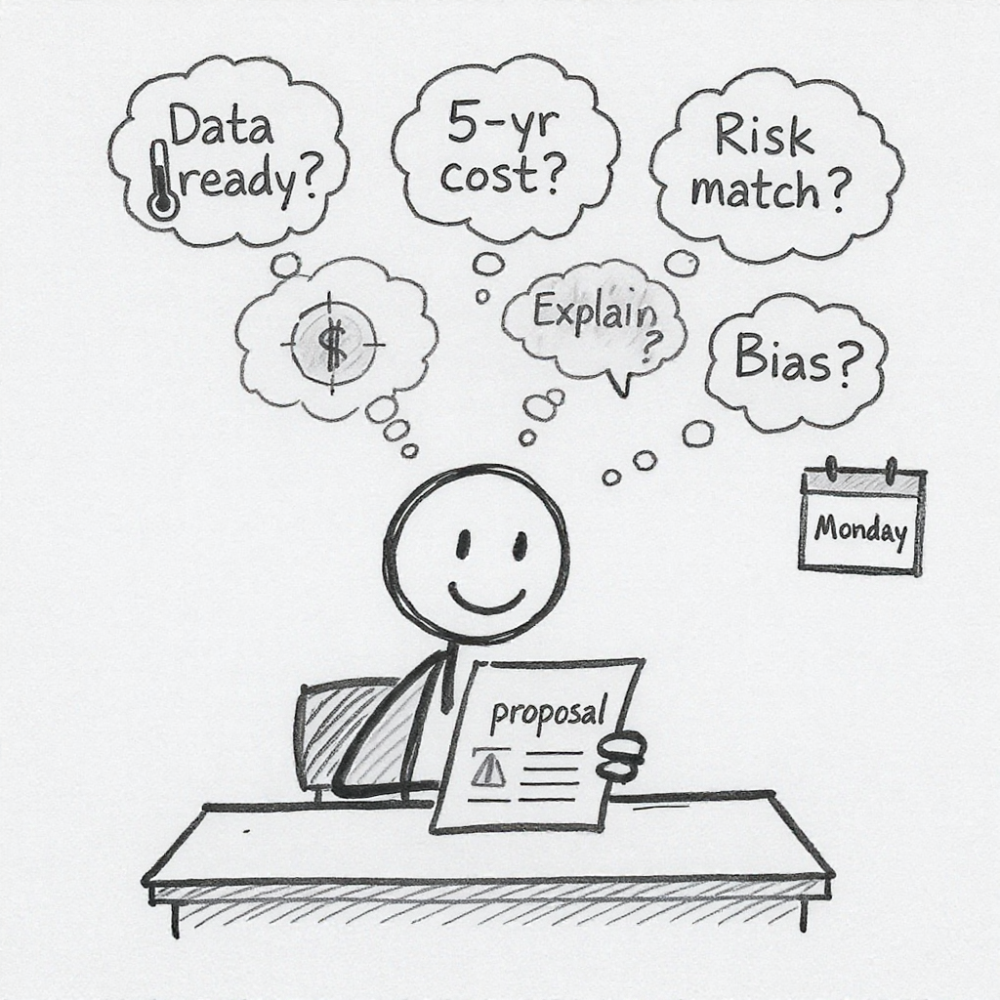 Data
ready?
5-yr
cost?
Risk
match?
$
Explain
?
Bias?
Monday
proposal